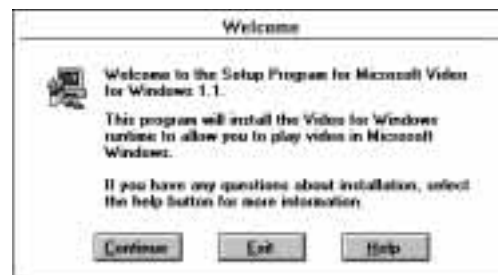 Welcome
Welcome to the Setup Program for Microsoft Video
for Windows 1.1.
This program will install the Video for Windows
runtime to allow you to play video in Microsoft
Windows.
If you have any questions about installation, select
the help button for more information.
Continue
Exit
Help